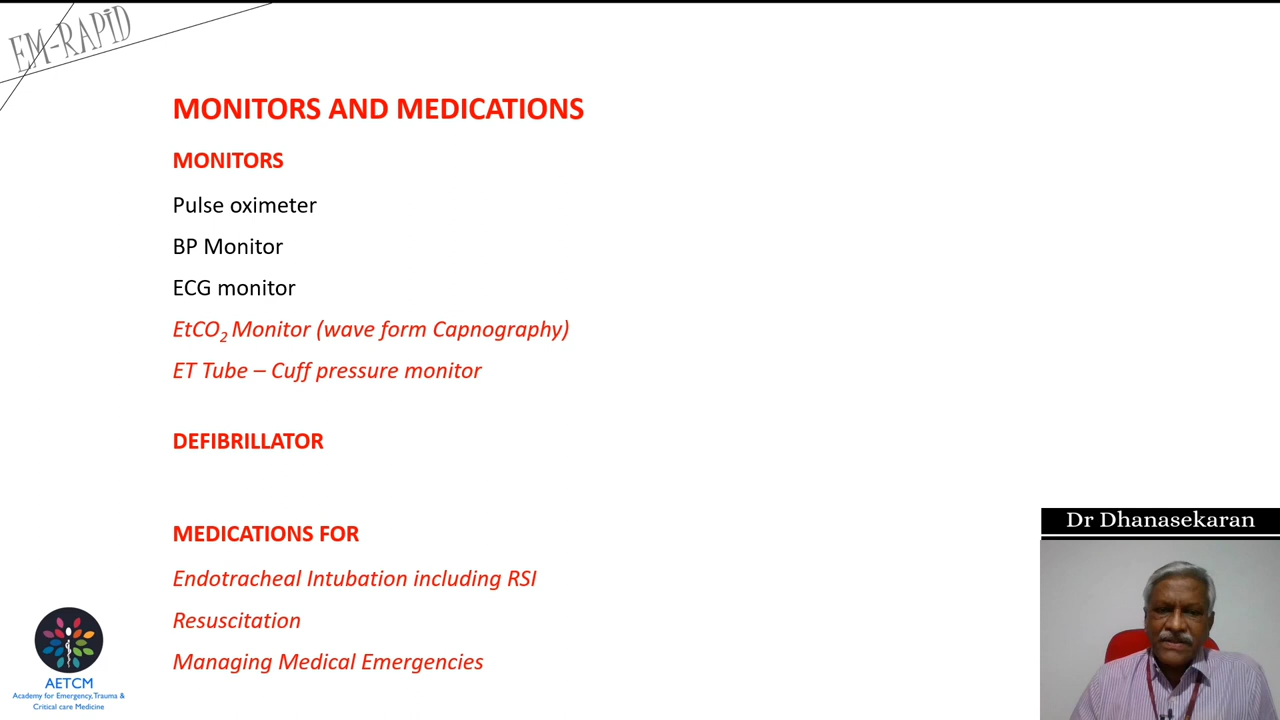 EM-RAPiD
MONITORS AND MEDICATIONS
MONITORS
Pulse oximeter
BP Monitor
ECG monitor
EtCO₂ Monitor (wave form Capnography)
ET Tube – Cuff pressure monitor
DEFIBRILLATOR
MEDICATIONS FOR
Endotracheal Intubation including RSI
Resuscitation
Managing Medical Emergencies
Dr Dhanasekaran
AETCM
Academy for Emergency, Trauma &
Critical care Medicine